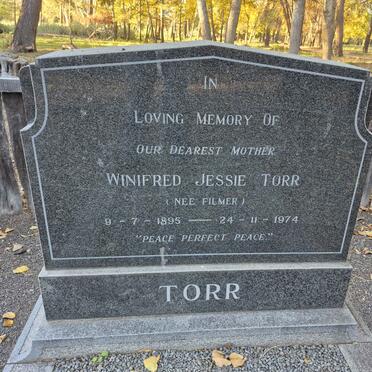 IN
LOVING MEMORY OF
OUR DEAREST MOTHER
WINIFRED JESSIE TORR
(NEE FILMER)
9-7-1895 — 24-11-1974
"PEACE PERFECT PEACE."
TORR